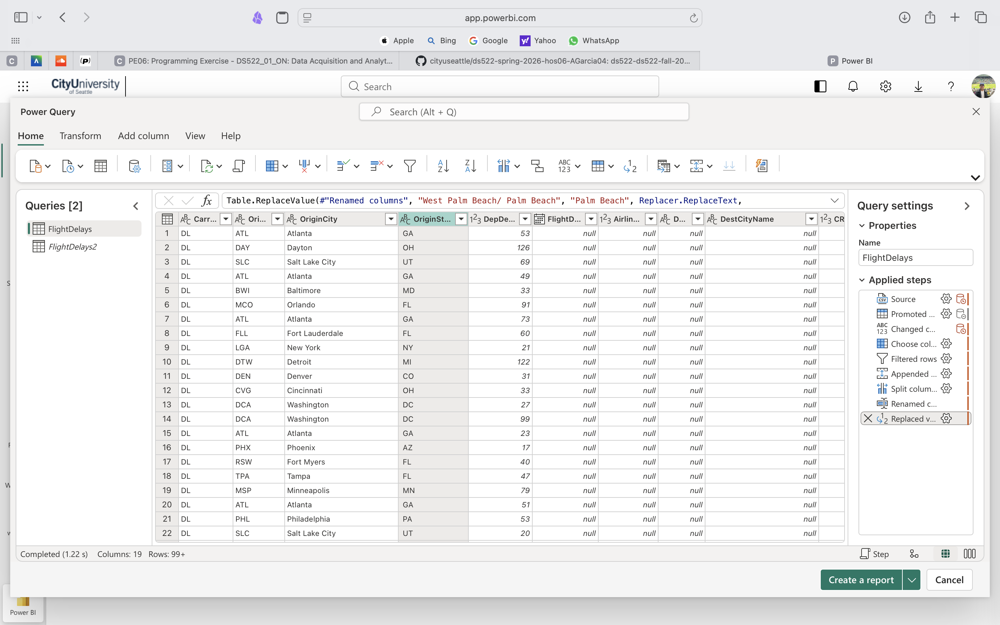 app.powerbi.com
Apple Bing Google Yahoo WhatsApp
C (P) C PE06: Programming Exercise - DS522_01_ON: Data Acquisition and Analyt... cityuseattle/ds522-spring-2026-hos06-AGarcia04: ds522-ds522-fall-20... P Power BI
CityUniversity
of Seattle
Search
Power Query
Search (Alt + Q)
Home Transform Add column View Help
Queries [2]
FlightDelays
FlightDelays2
fx Table.ReplaceValue(#"Renamed columns", "West Palm Beach/ Palm Beach", "Palm Beach", Replacer.ReplaceText,
Carr... Ori... OriginCity OriginSt... DepDe... FlightD... Airlin... D... DestCityName CR
1 DL ATL Atlanta GA 53 null null null null
2 DL DAY Dayton OH 126 null null null null
3 DL SLC Salt Lake City UT 69 null null null null
4 DL ATL Atlanta GA 49 null null null null
5 DL BWI Baltimore MD 33 null null null null
6 DL MCO Orlando FL 91 null null null null
7 DL ATL Atlanta GA 73 null null null null
8 DL FLL Fort Lauderdale FL 60 null null null null
9 DL LGA New York NY 21 null null null null
10 DL DTW Detroit MI 122 null null null null
11 DL DEN Denver CO 31 null null null null
12 DL CVG Cincinnati OH 33 null null null null
13 DL DCA Washington DC 27 null null null null
14 DL DCA Washington DC 99 null null null null
15 DL ATL Atlanta GA 23 null null null null
16 DL PHX Phoenix AZ 17 null null null null
17 DL RSW Fort Myers FL 40 null null null null
18 DL TPA Tampa FL 47 null null null null
19 DL MSP Minneapolis MN 79 null null null null
20 DL ATL Atlanta GA 51 null null null null
21 DL PHL Philadelphia PA 53 null null null null
22 DL SLC Salt Lake City UT 20 null null null null
Query settings
Properties
Name
FlightDelays
Applied steps
Source
Promoted ...
Changed c...
Choose col...
Filtered rows
Appended ...
Split colum...
Renamed c...
Replaced v...
Completed (1.22 s) Columns: 19 Rows: 99+
Step
Create a report Cancel
Power BI